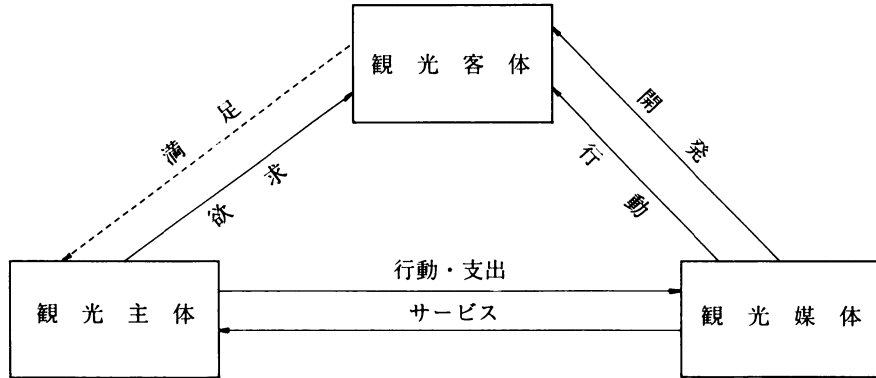 観光客体
満足
欲求
開発
行動
行動・支出
サービス
観光主体
観光媒体